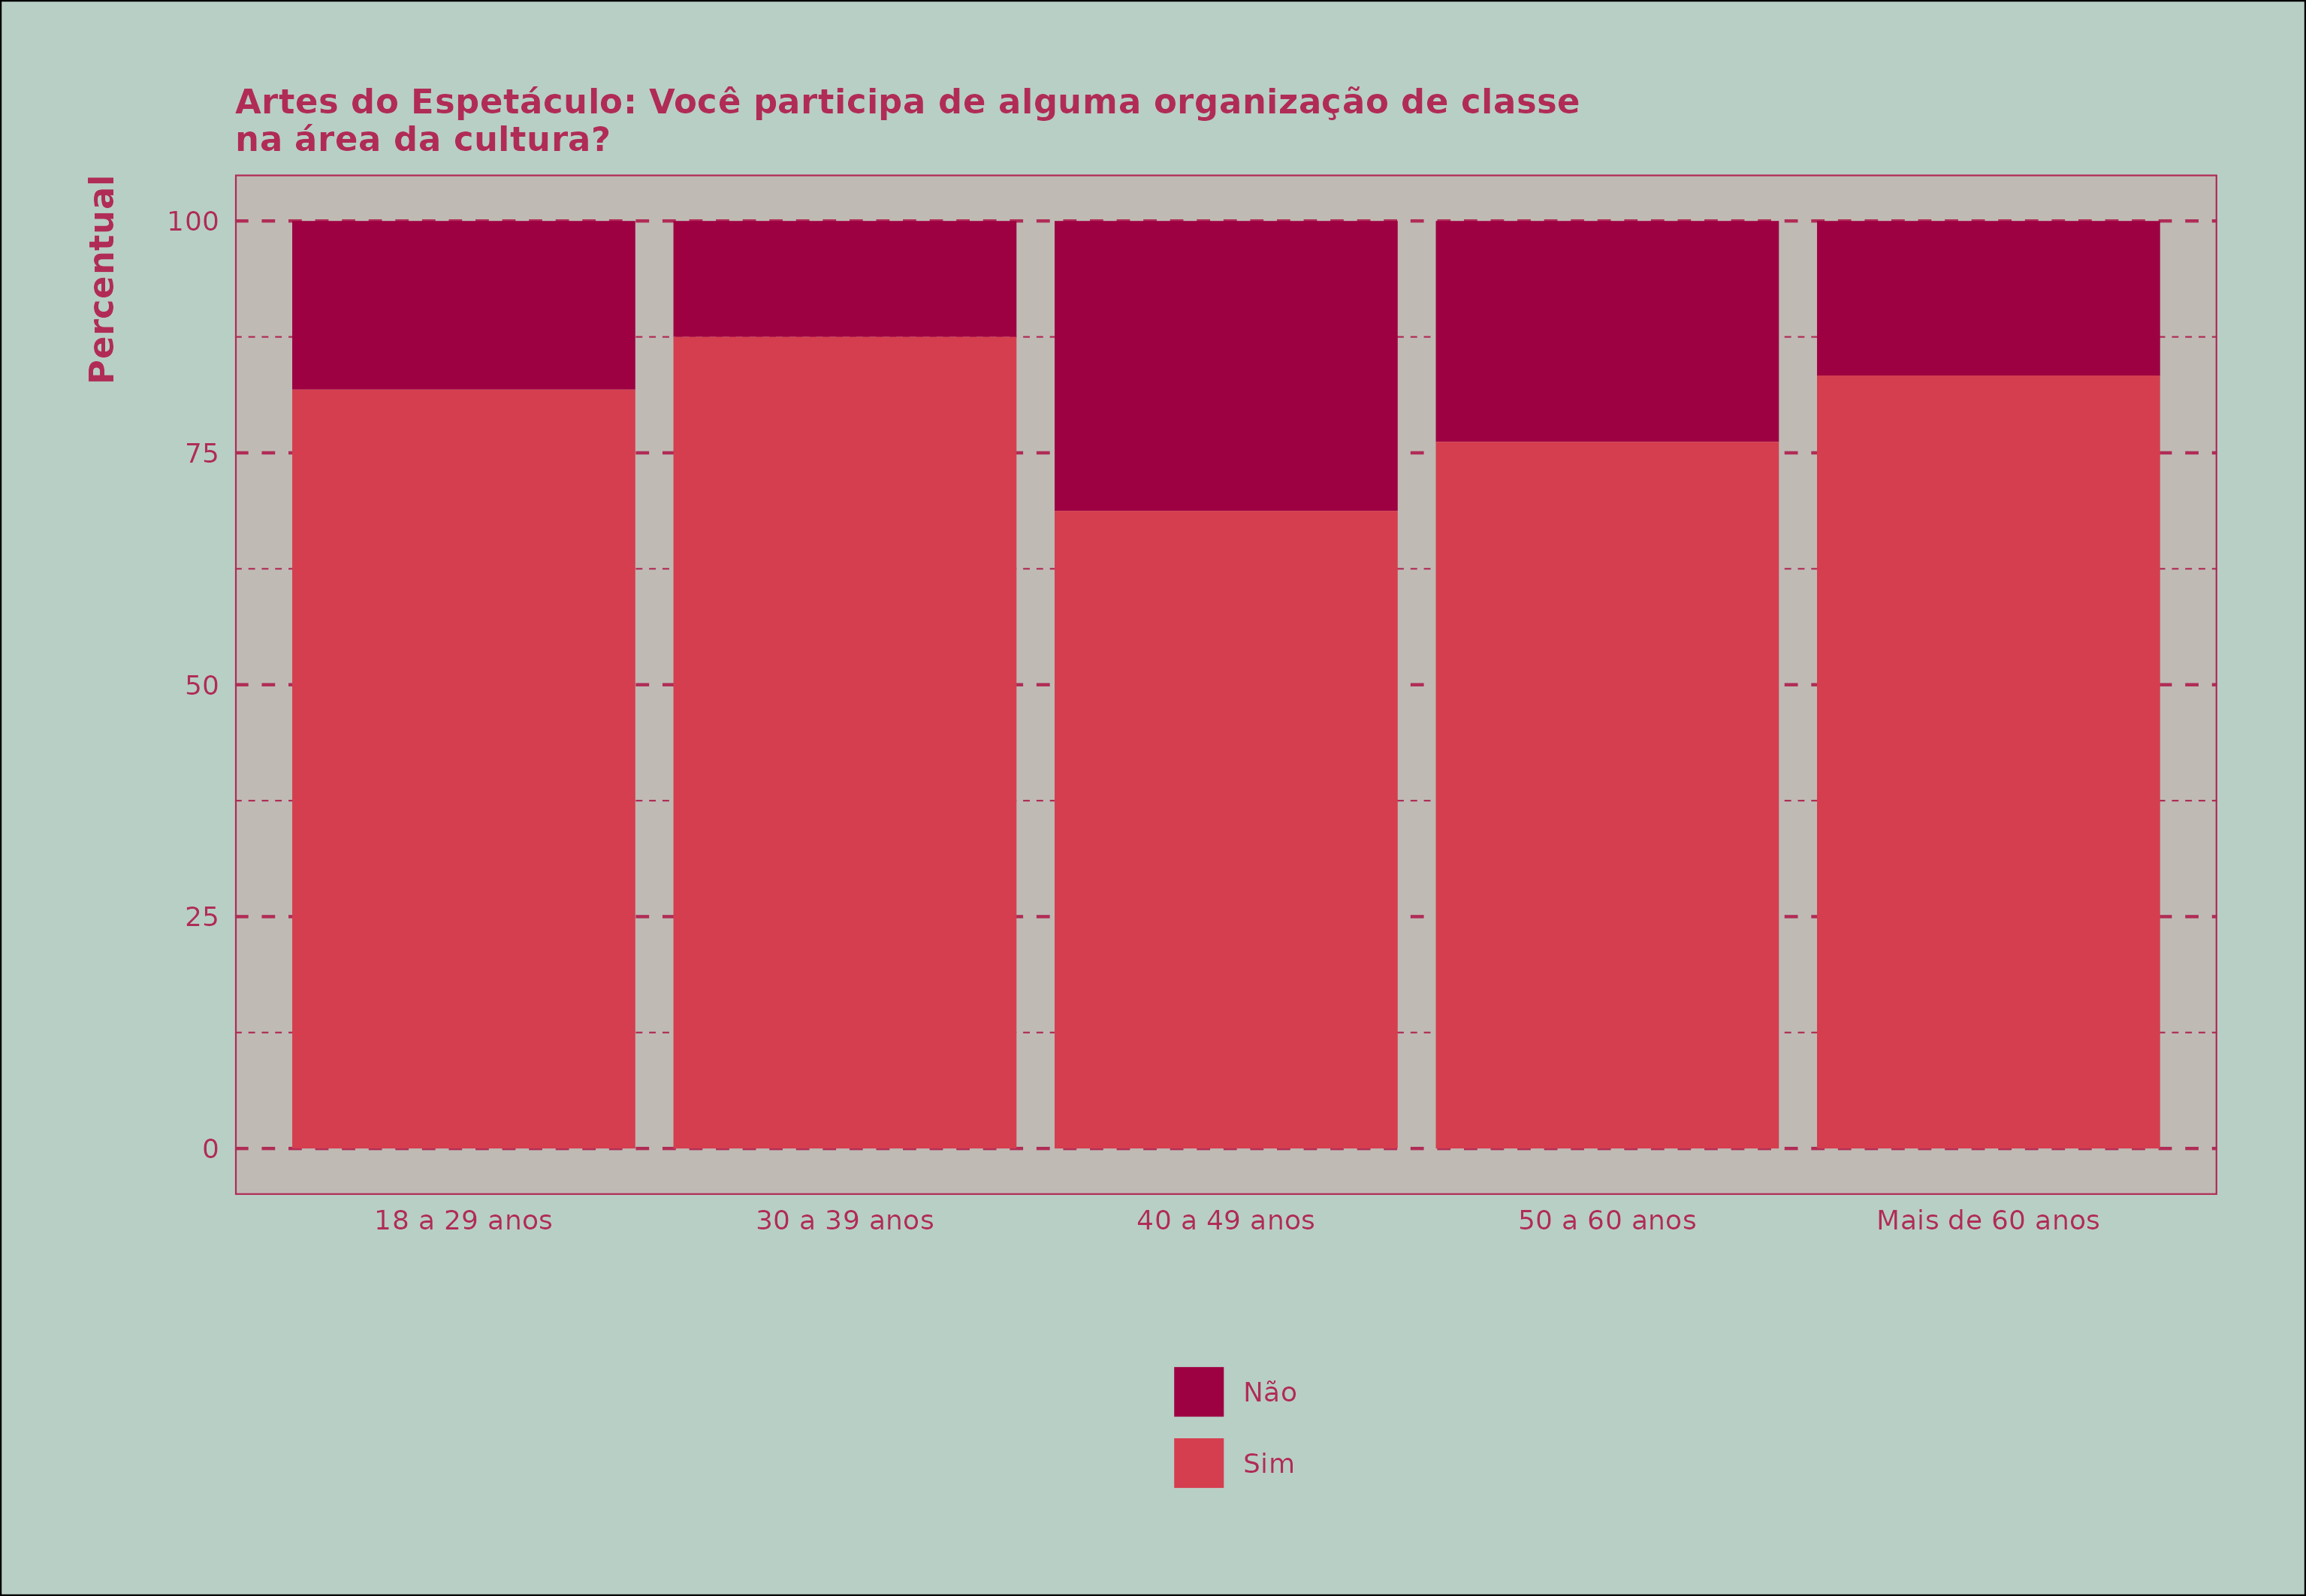 Artes do Espetáculo: Você participa de alguma organização de classe
na área da cultura?
Percentual
100
75
50
25
0
18 a 29 anos
30 a 39 anos
40 a 49 anos
50 a 60 anos
Mais de 60 anos
Não
Sim